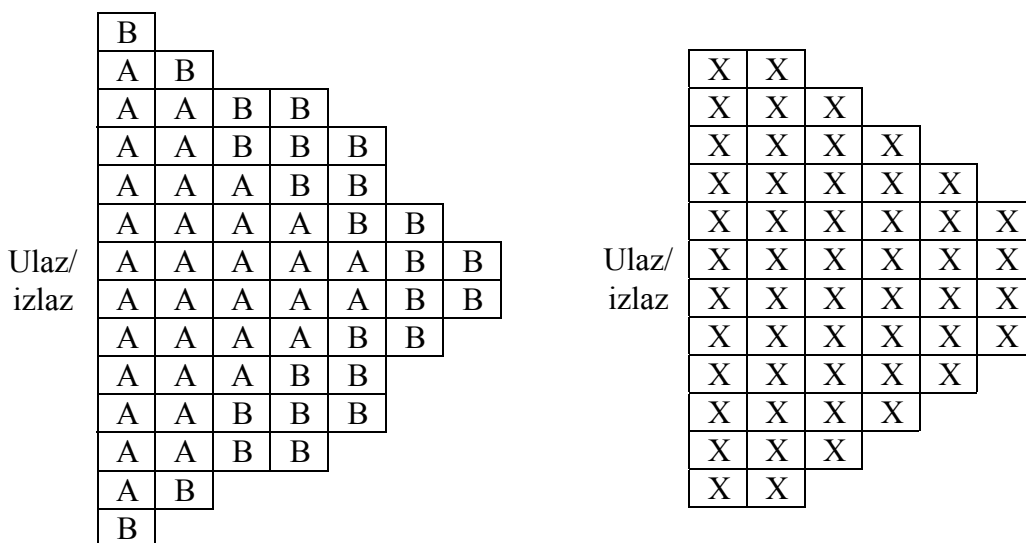 B
A B
A A B B
A A B B B
A A A B B
A A A A B B
Ulaz/ A A A A A B B
izlaz A A A A A B B
A A A A B B
A A A B B
A A B B B
A A B B
A B
B
X X
X X X
X X X X
X X X X X
X X X X X X
Ulaz/ X X X X X X
izlaz X X X X X X
X X X X X X
X X X X X
X X X X
X X X
X X